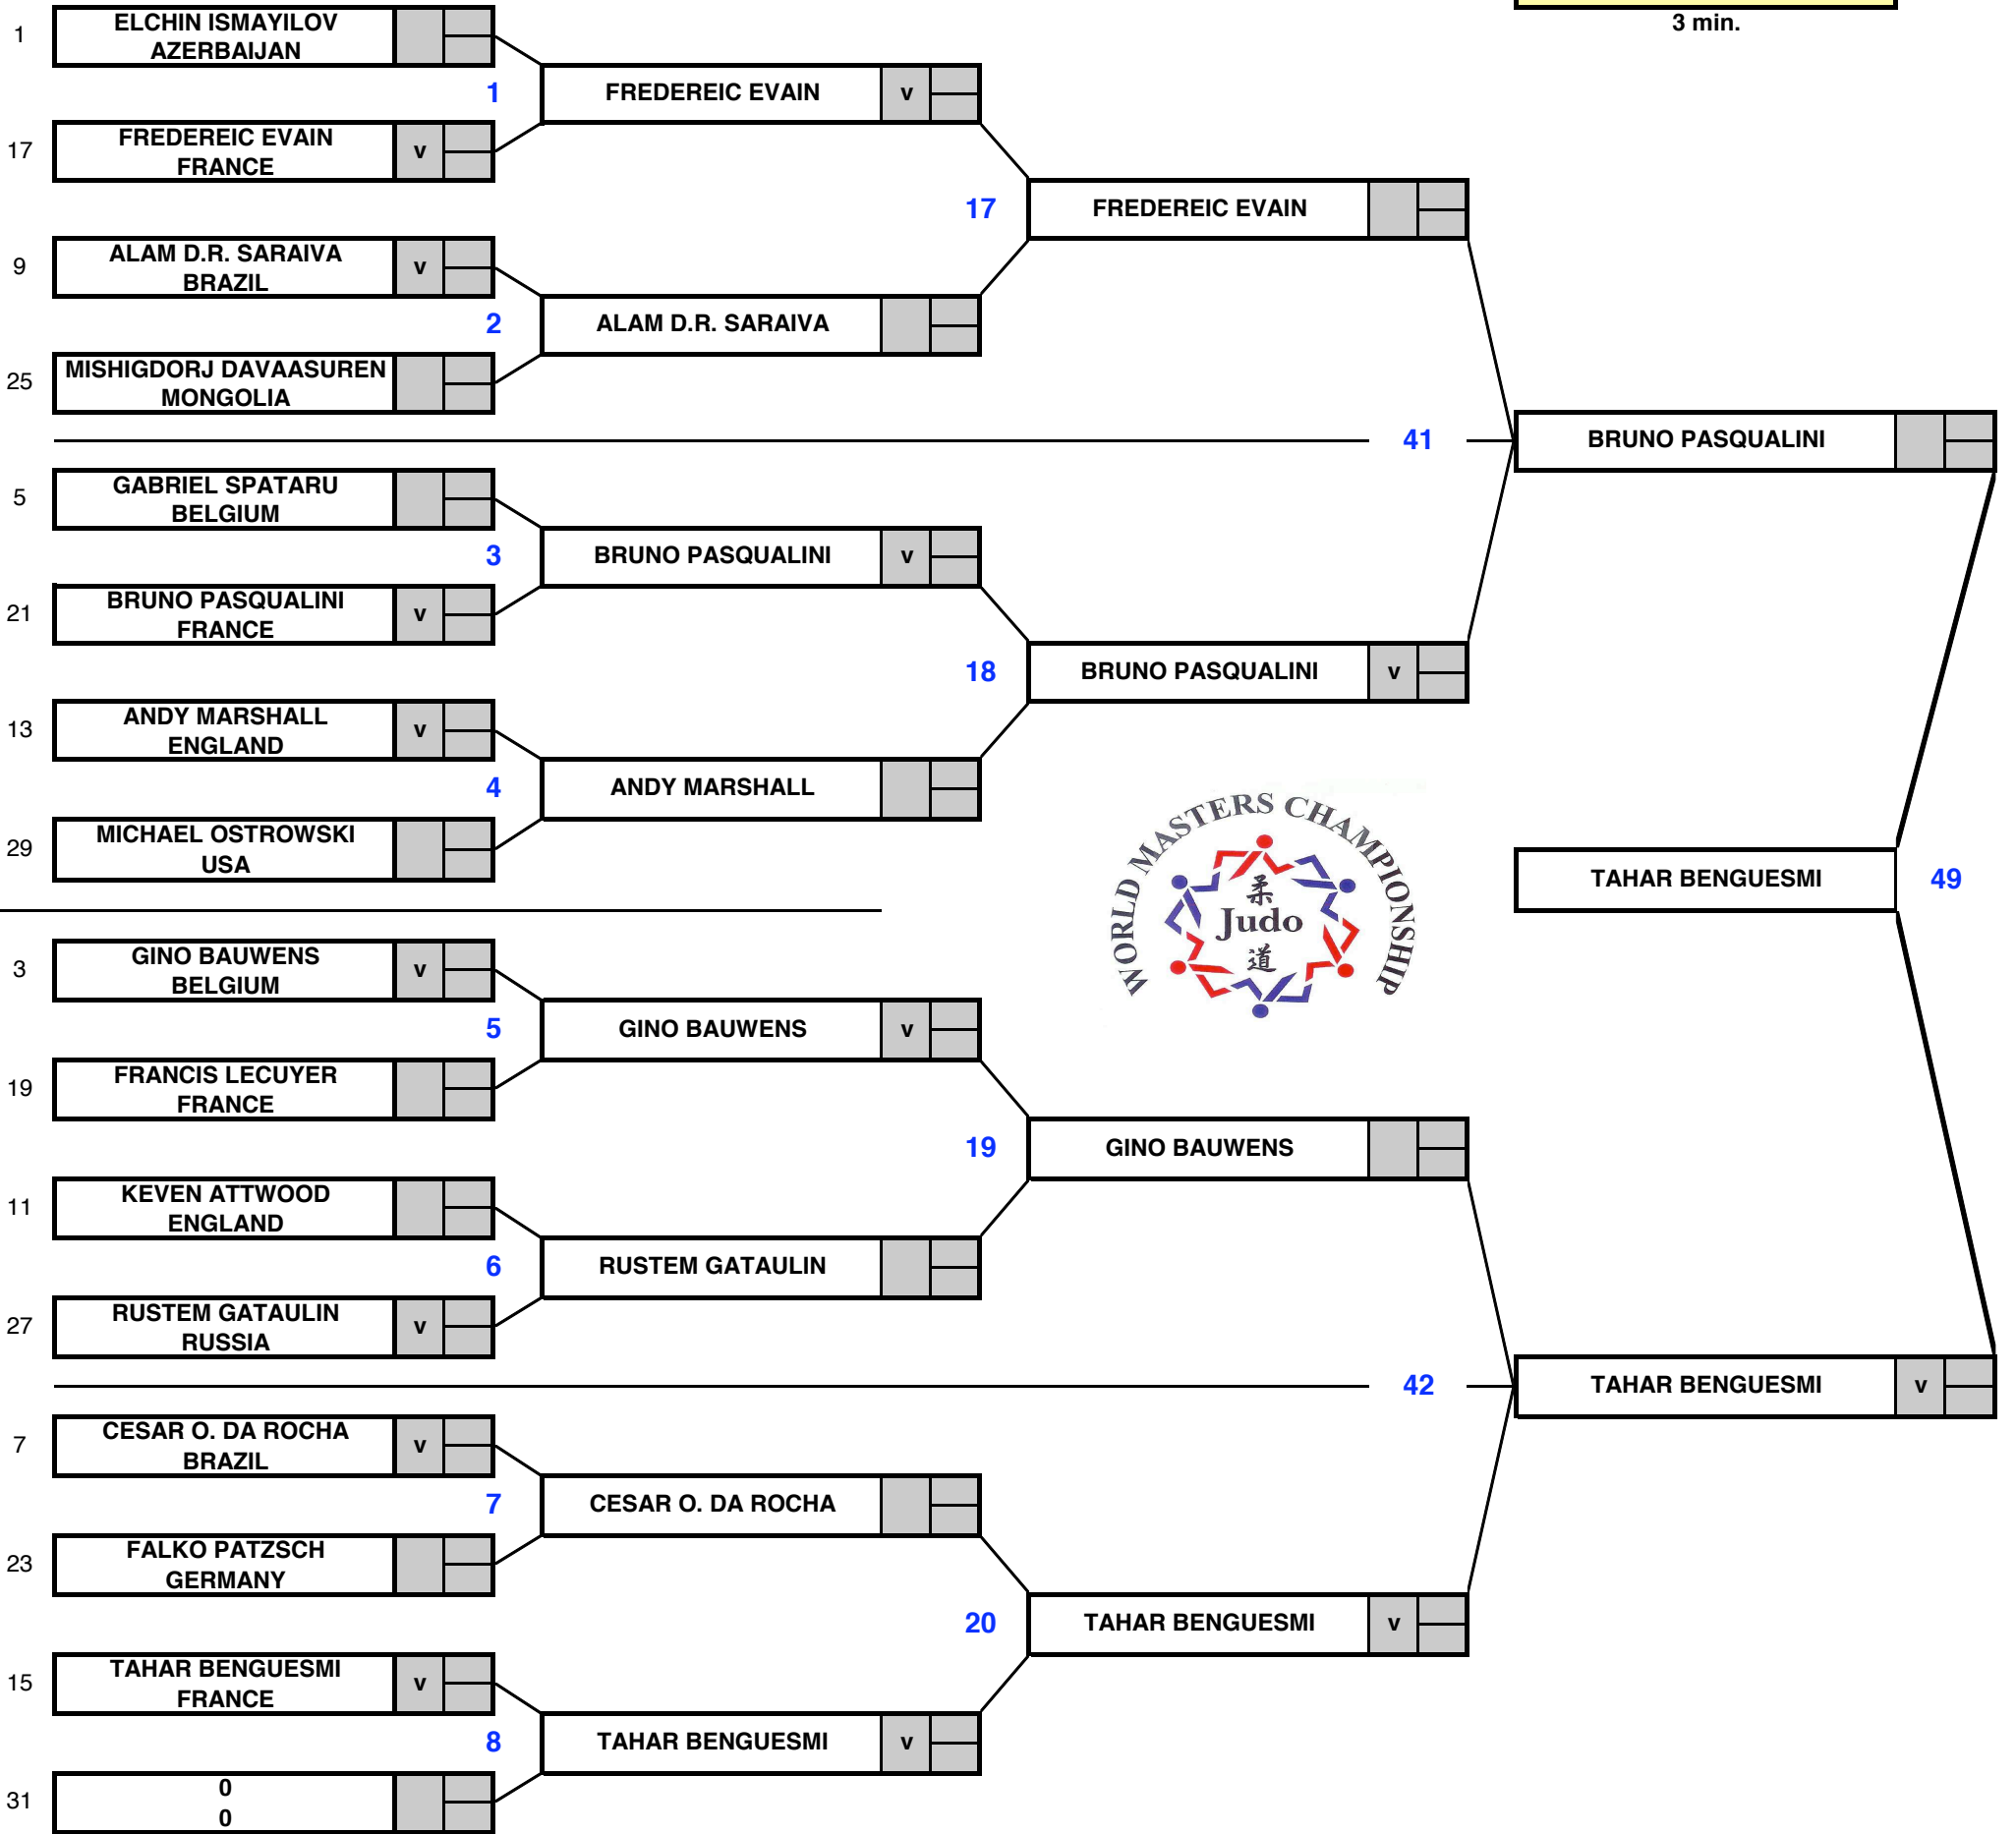 3 min.
1
ELCHIN ISMAYILOV
AZERBAIJAN
1
FREDEREIC EVAIN
v
17
FREDEREIC EVAIN
FRANCE
v
17
FREDEREIC EVAIN
9
ALAM D.R. SARAIVA
BRAZIL
v
2
ALAM D.R. SARAIVA
25
MISHIGDORJ DAVAASUREN
MONGOLIA
41
BRUNO PASQUALINI
5
GABRIEL SPATARU
BELGIUM
3
BRUNO PASQUALINI
v
21
BRUNO PASQUALINI
FRANCE
v
18
BRUNO PASQUALINI
v
13
ANDY MARSHALL
ENGLAND
v
4
ANDY MARSHALL
29
MICHAEL OSTROWSKI
USA
WORLD MASTERS CHAMPIONSHIP
柔
Judo
道
TAHAR BENGUESMI
49
3
GINO BAUWENS
BELGIUM
v
5
GINO BAUWENS
v
19
FRANCIS LECUYER
FRANCE
19
GINO BAUWENS
11
KEVEN ATTWOOD
ENGLAND
6
RUSTEM GATAULIN
27
RUSTEM GATAULIN
RUSSIA
v
42
TAHAR BENGUESMI
v
7
CESAR O. DA ROCHA
BRAZIL
v
7
CESAR O. DA ROCHA
23
FALKO PATZSCH
GERMANY
20
TAHAR BENGUESMI
v
15
TAHAR BENGUESMI
FRANCE
v
8
TAHAR BENGUESMI
v
31
0
0